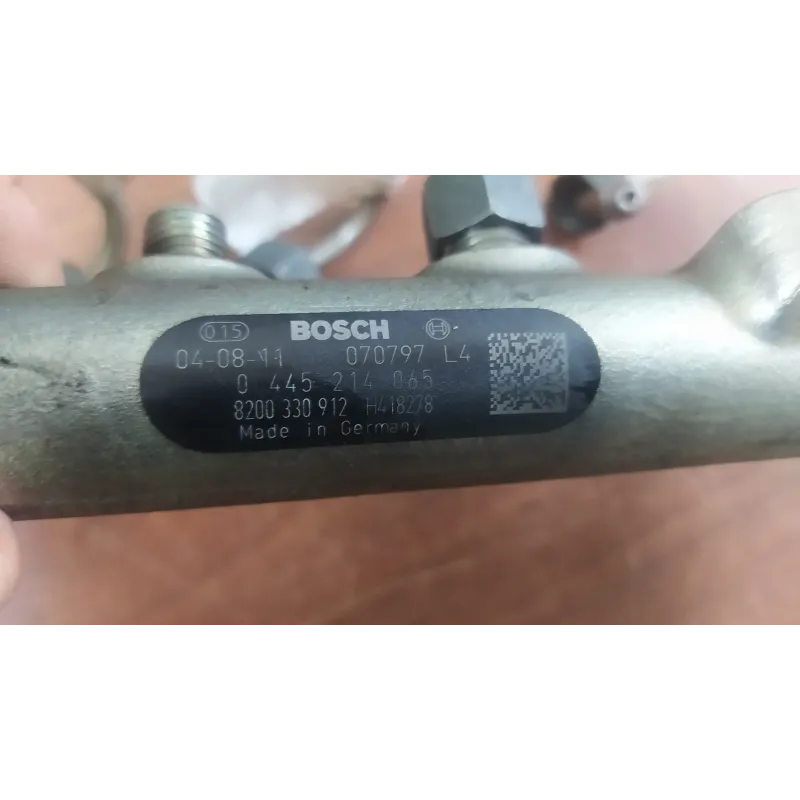 015 BOSCH
04-08-11 070797 L4
0 445 214 065
8200 330 912 H418278
Made in Germany